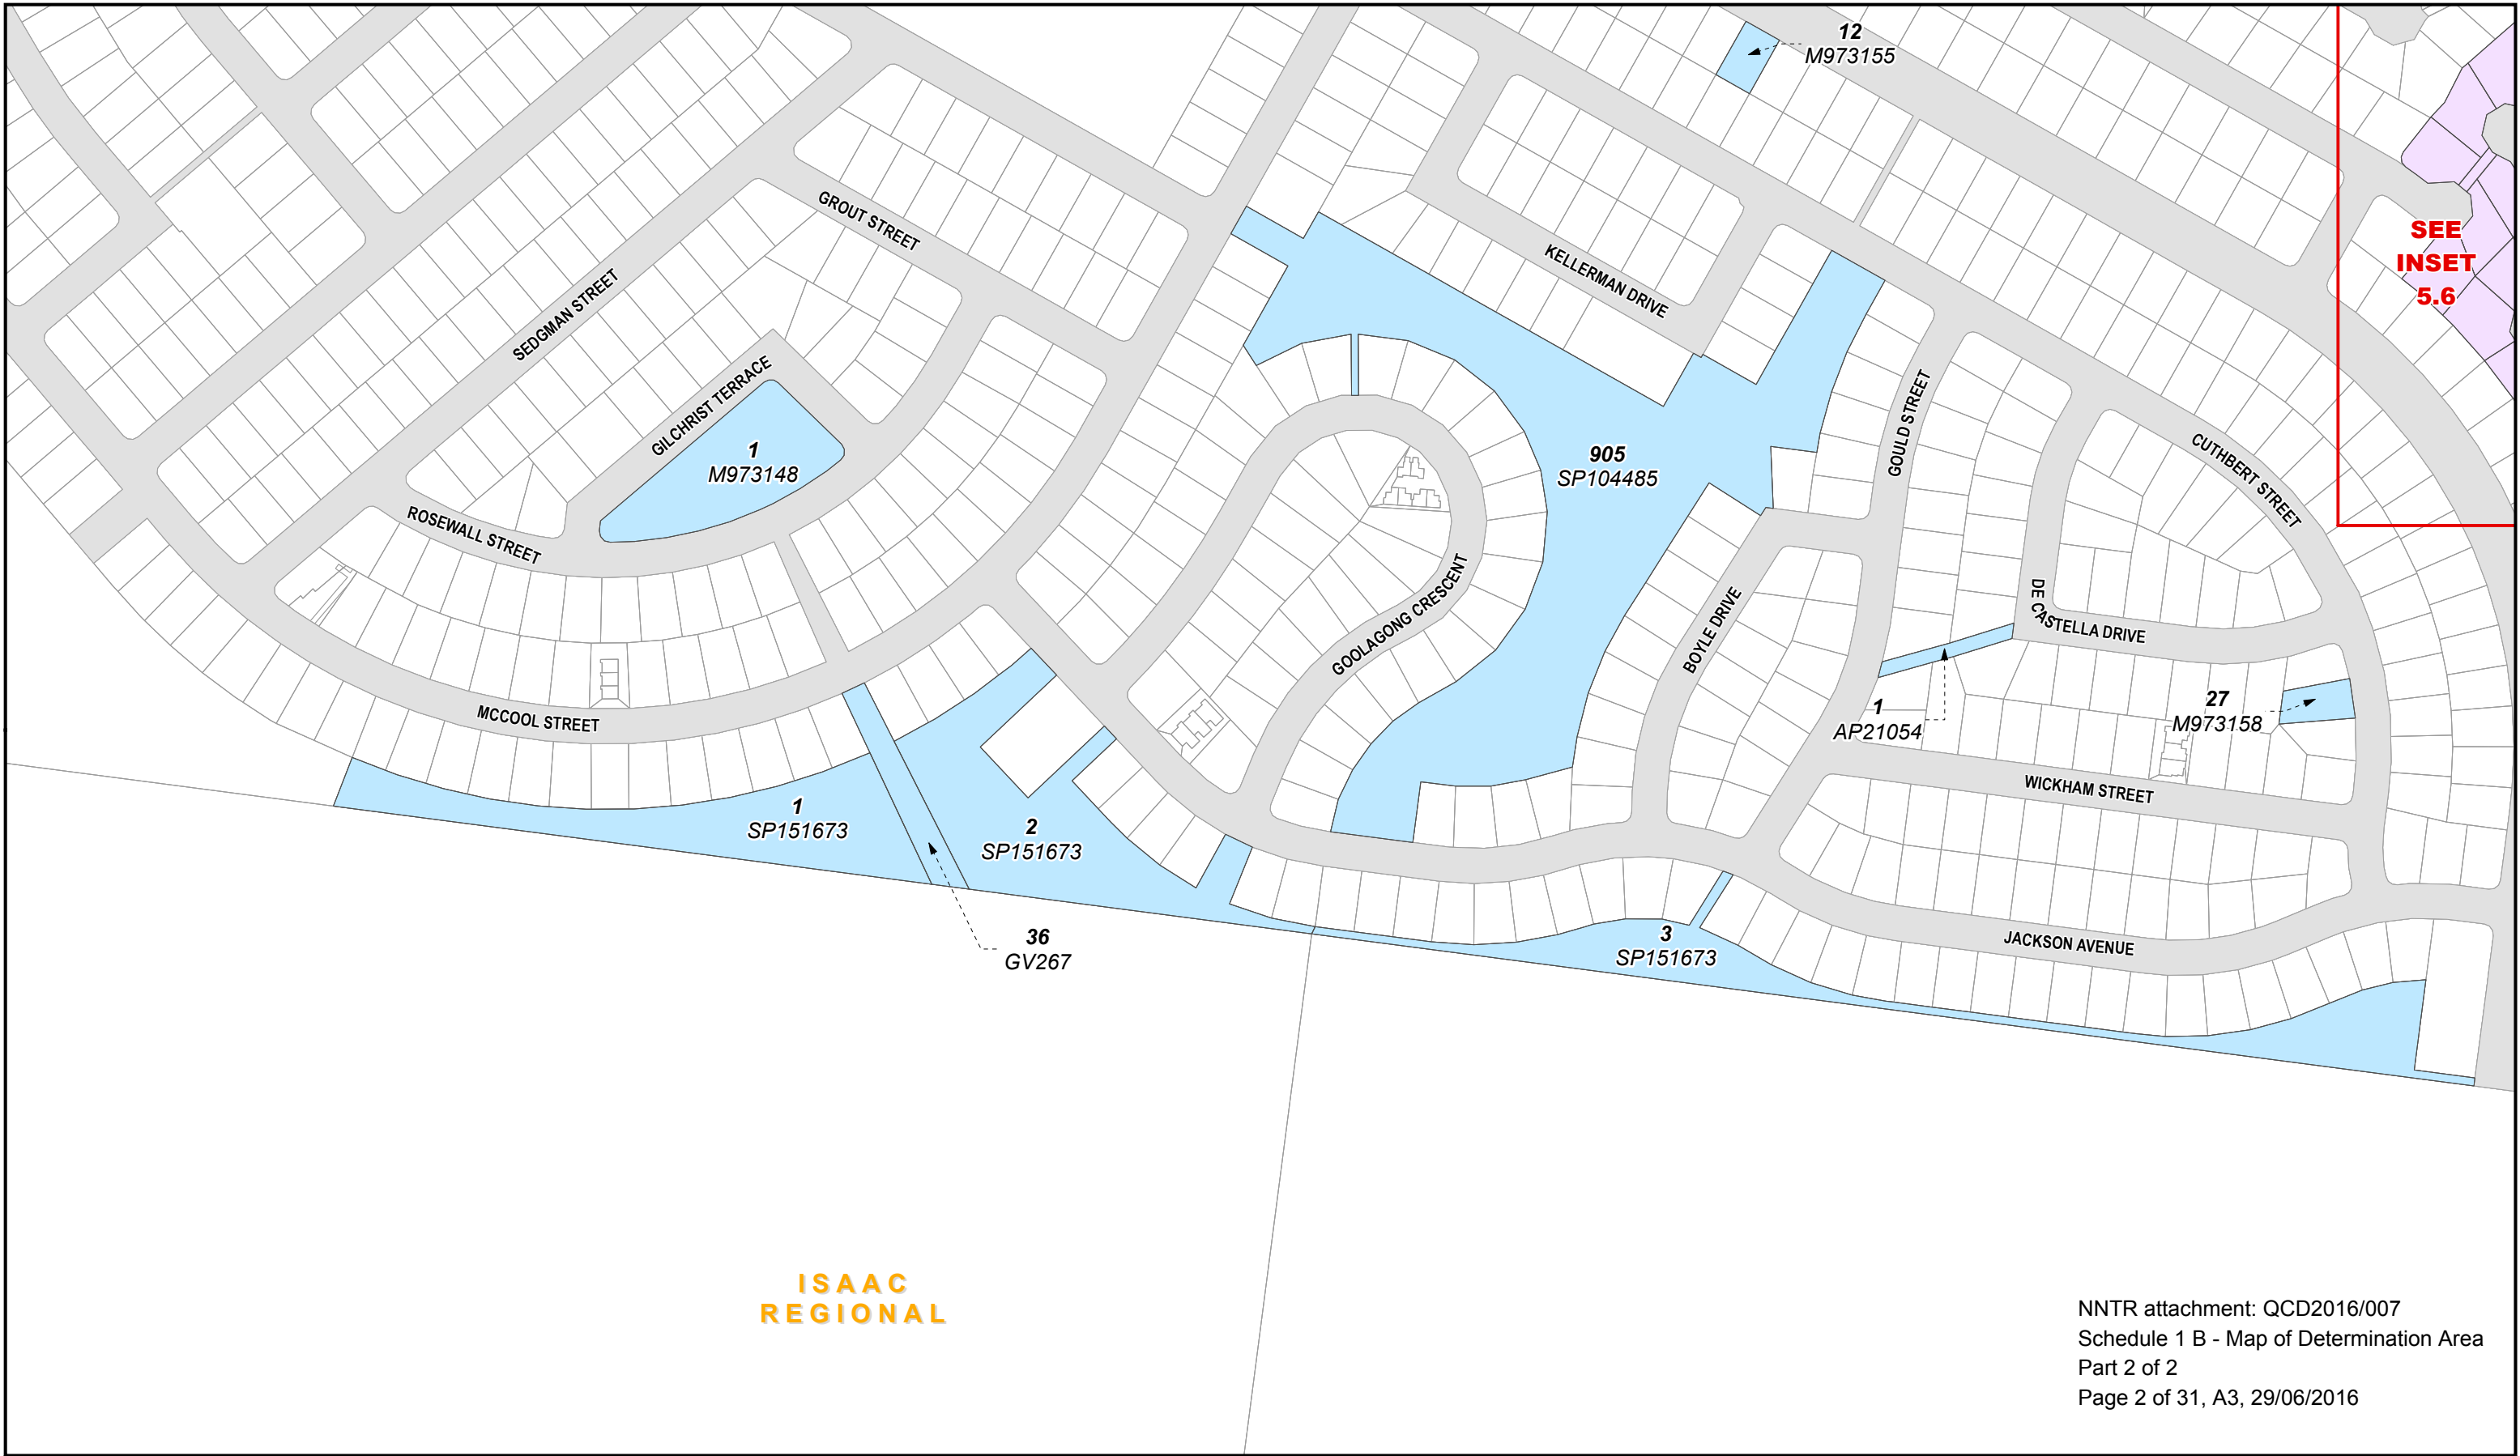 12
M973155
SEE
INSET
5.6
GROUT STREET
KELLERMAN DRIVE
SEDGMAN STREET
GILCHRIST TERRACE
1
M973148
905
SP104485
GOULD STREET
CUTHBERT STREET
ROSEWALL STREET
GOOLAGONG CRESCENT
BOYLE DRIVE
DE CASTELLA DRIVE
1
AP21054
27
M973158
MCCOOL STREET
WICKHAM STREET
1
SP151673
2
SP151673
36
GV267
3
SP151673
JACKSON AVENUE
ISAAC
REGIONAL
NNTR attachment: QCD2016/007
Schedule 1 B - Map of Determination Area
Part 2 of 2
Page 2 of 31, A3, 29/06/2016